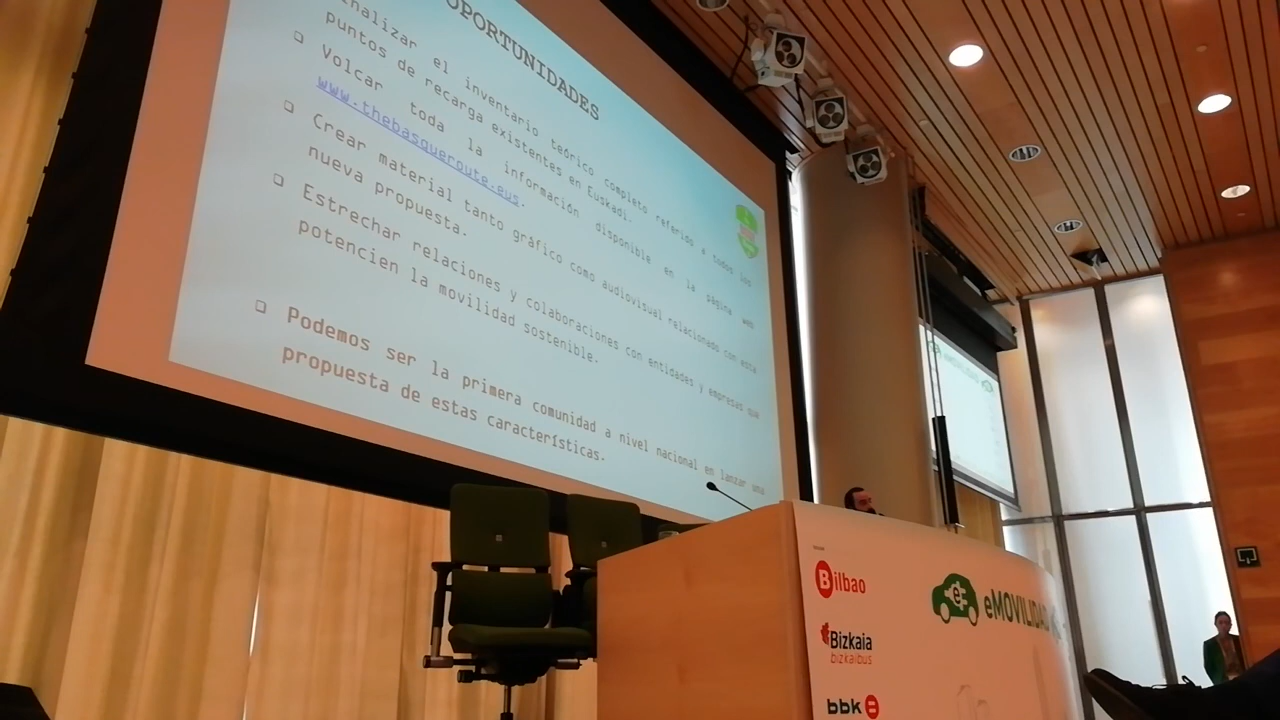 OPORTUNIDADES
inalizar el inventario teórico completo referido a todos los
puntos de recarga existentes en Euskadi.
❑ Volcar toda la información disponible en la página web
www.thebasqueroute.eus.
❑ Crear material tanto gráfico como audiovisual relacionado con esta
nueva propuesta.
❑ Estrechar relaciones y colaboraciones con entidades y empresas que
potencien la movilidad sostenible.
❑ Podemos ser la primera comunidad a nivel nacional en lanzar una
propuesta de estas características.
eMOVILIDAD
Bilbao
eMOVILIDAD
Bizkaia
bizkaibus
bbk